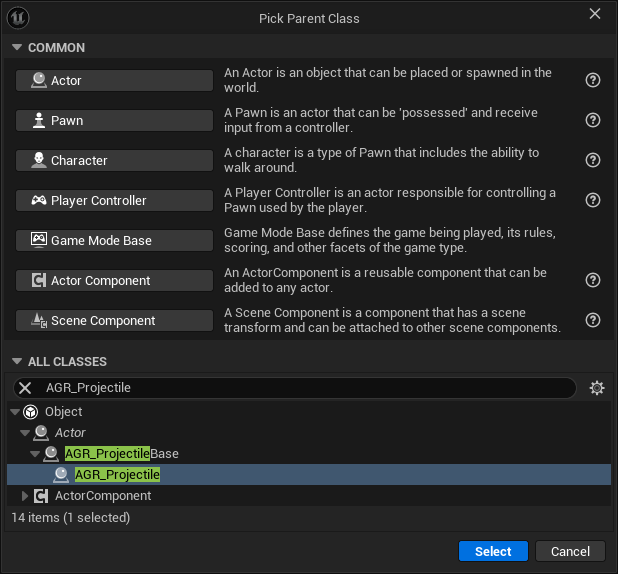 Pick Parent Class
COMMON
Actor
An Actor is an object that can be placed or spawned in the
world.
Pawn
A Pawn is an actor that can be 'possessed' and receive
input from a controller.
Character
A character is a type of Pawn that includes the ability to
walk around.
Player Controller
A Player Controller is an actor responsible for controlling a
Pawn used by the player.
Game Mode Base
Game Mode Base defines the game being played, its rules,
scoring, and other facets of the game type.
Actor Component
An ActorComponent is a reusable component that can be
added to any actor.
Scene Component
A Scene Component is a component that has a scene
transform and can be attached to other scene components.
ALL CLASSES
AGR_Projectile
Object
Actor
AGR_ProjectileBase
AGR_Projectile
ActorComponent
14 items (1 selected)
Select
Cancel